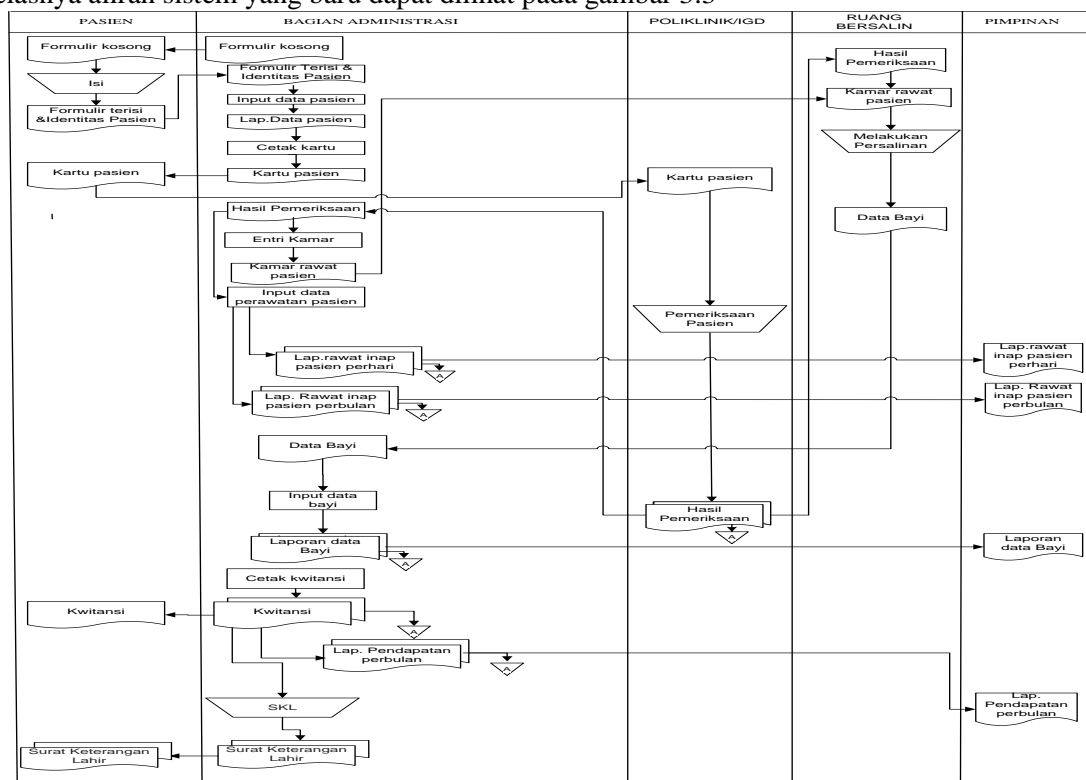 elasnya aliran sistem yang baru dapat dilihat pada gambar 3.3
PASIEN
BAGIAN ADMINISTRASI
POLIKLINIK/IGD
RUANG
BERSALIN
PIMPINAN
Formulir kosong
Formulir kosong
Isi
Formulir terisi
&Identitas Pasien
Formulir Terisi &
Identitas Pasien
Input data pasien
Lap.Data pasien
Cetak kartu
Kartu pasien
Kartu pasien
Kartu pasien
Hasil
Pemeriksaan
Kamar rawat
pasien
Melakukan
Persalinan
Data Bayi
Hasil Pemeriksaan
Entri Kamar
Kamar rawat
pasien
Input data
perawatan pasien
Pemeriksaan
Pasien
Lap.rawat inap
pasien perhari
A
Lap.rawat
inap pasien
perhari
Lap. Rawat inap
pasien perbulan
A
Lap. Rawat
inap pasien
perbulan
Data Bayi
Input data
bayi
Hasil
Pemeriksaan
A
Laporan data
Bayi
A
Laporan
data Bayi
Cetak kwitansi
Kwitansi
Kwitansi
A
Lap. Pendapatan
perbulan
A
Lap.
Pendapatan
perbulan
SKL
Surat Keterangan
Lahir
Surat Keterangan
Lahir